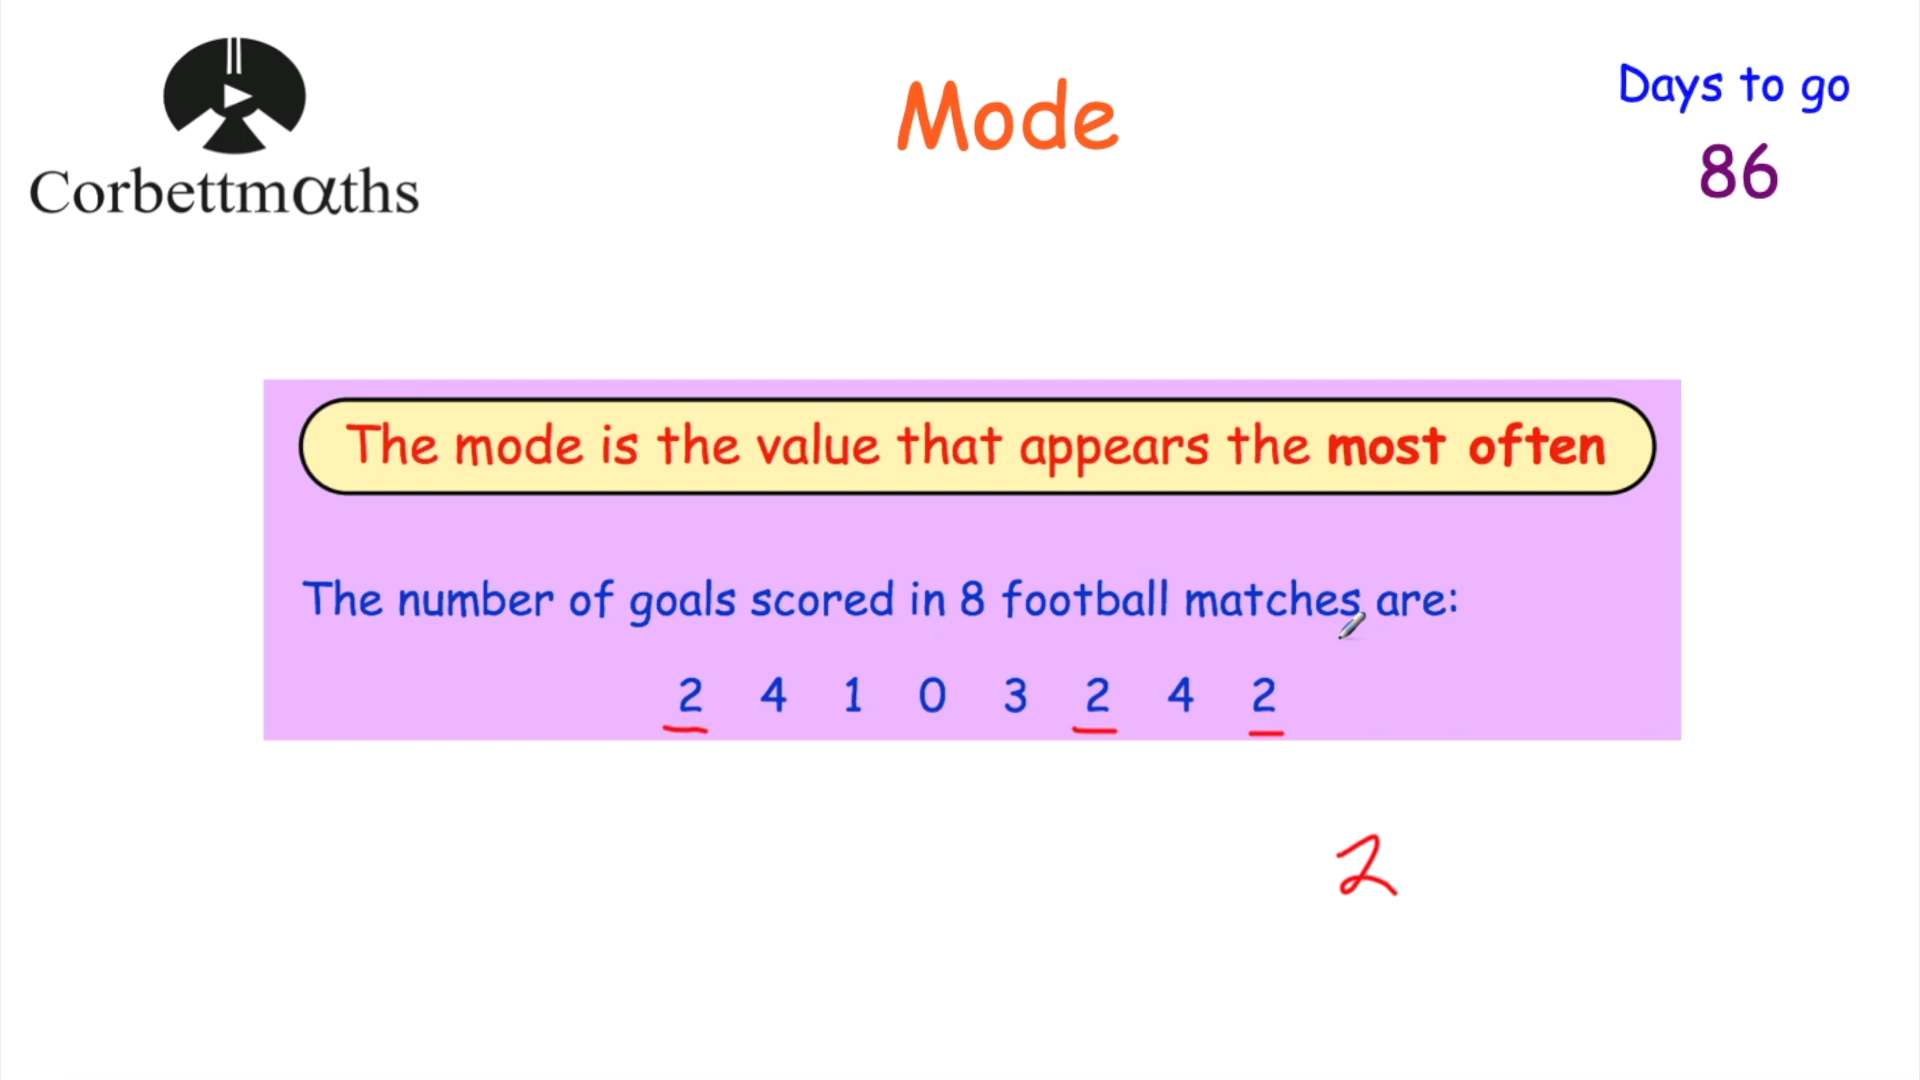 Corbettmαths
Mode
Days to go
86
The mode is the value that appears the most often
The number of goals scored in 8 football matches are:
2 4 1 0 3 2 4 2
2